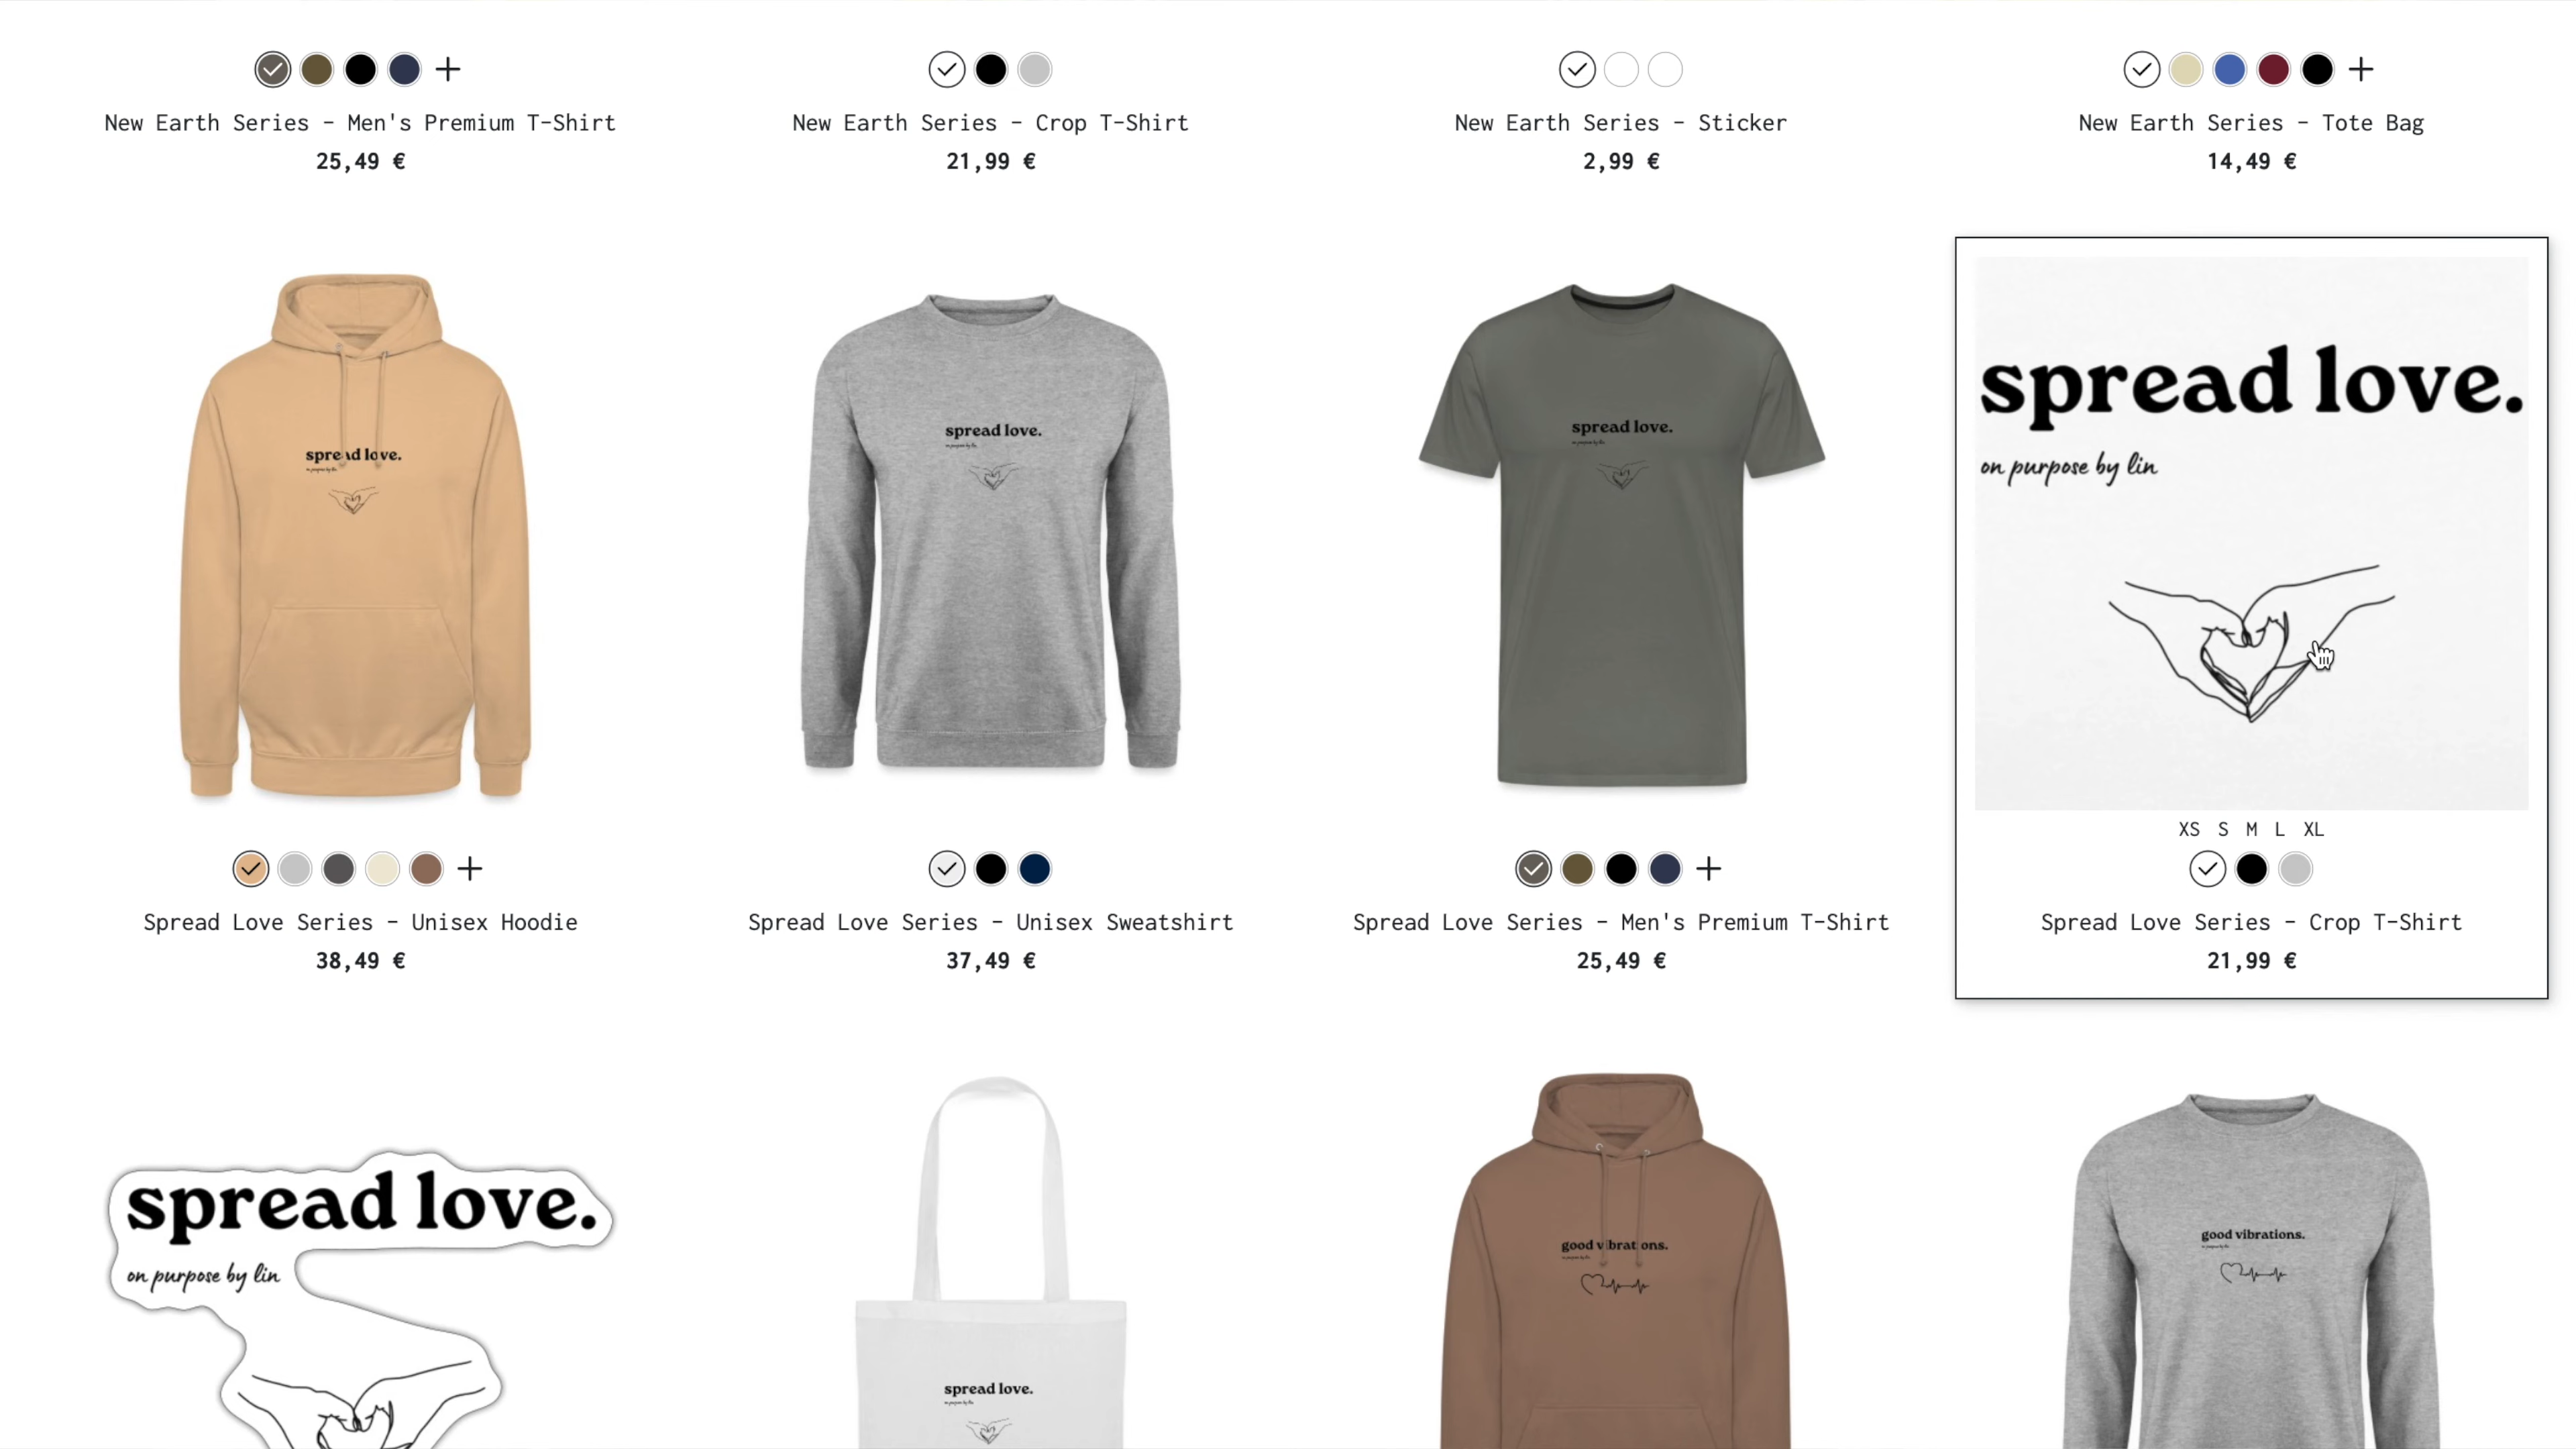 New Earth Series - Men's Premium T-Shirt
25,49 €
New Earth Series - Crop T-Shirt
21,99 €
New Earth Series - Sticker
2,99 €
New Earth Series - Tote Bag
14,49 €
spread love.
spread love.
spread love.
spread love.
on purpose by lin
XS S M L XL
Spread Love Series - Unisex Hoodie
38,49 €
Spread Love Series - Unisex Sweatshirt
37,49 €
Spread Love Series - Men's Premium T-Shirt
25,49 €
Spread Love Series - Crop T-Shirt
21,99 €
spread love.
on purpose by lin
spread love.
good vibrations.
good vibrations.